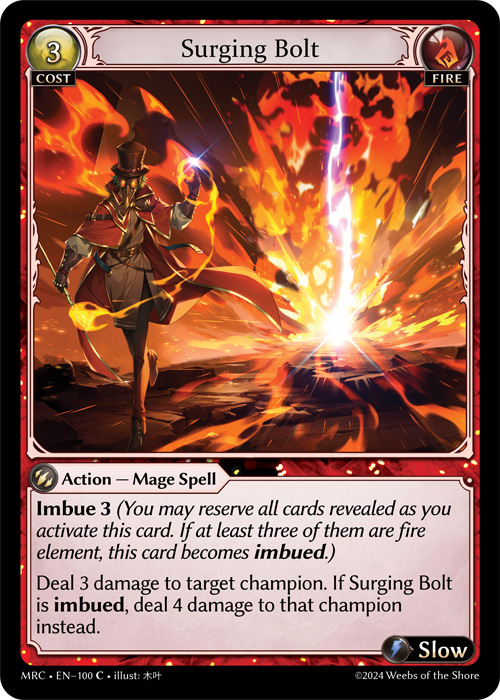 3
Surging Bolt
COST
FIRE
Action — Mage Spell
Imbue 3 (You may reserve all cards revealed as you
activate this card. If at least three of them are fire
element, this card becomes imbued.)
Deal 3 damage to target champion. If Surging Bolt
is imbued, deal 4 damage to that champion
instead.
Slow
MRC • EN-100 C • illust: 木叶
©2024 Weebs of the Shore